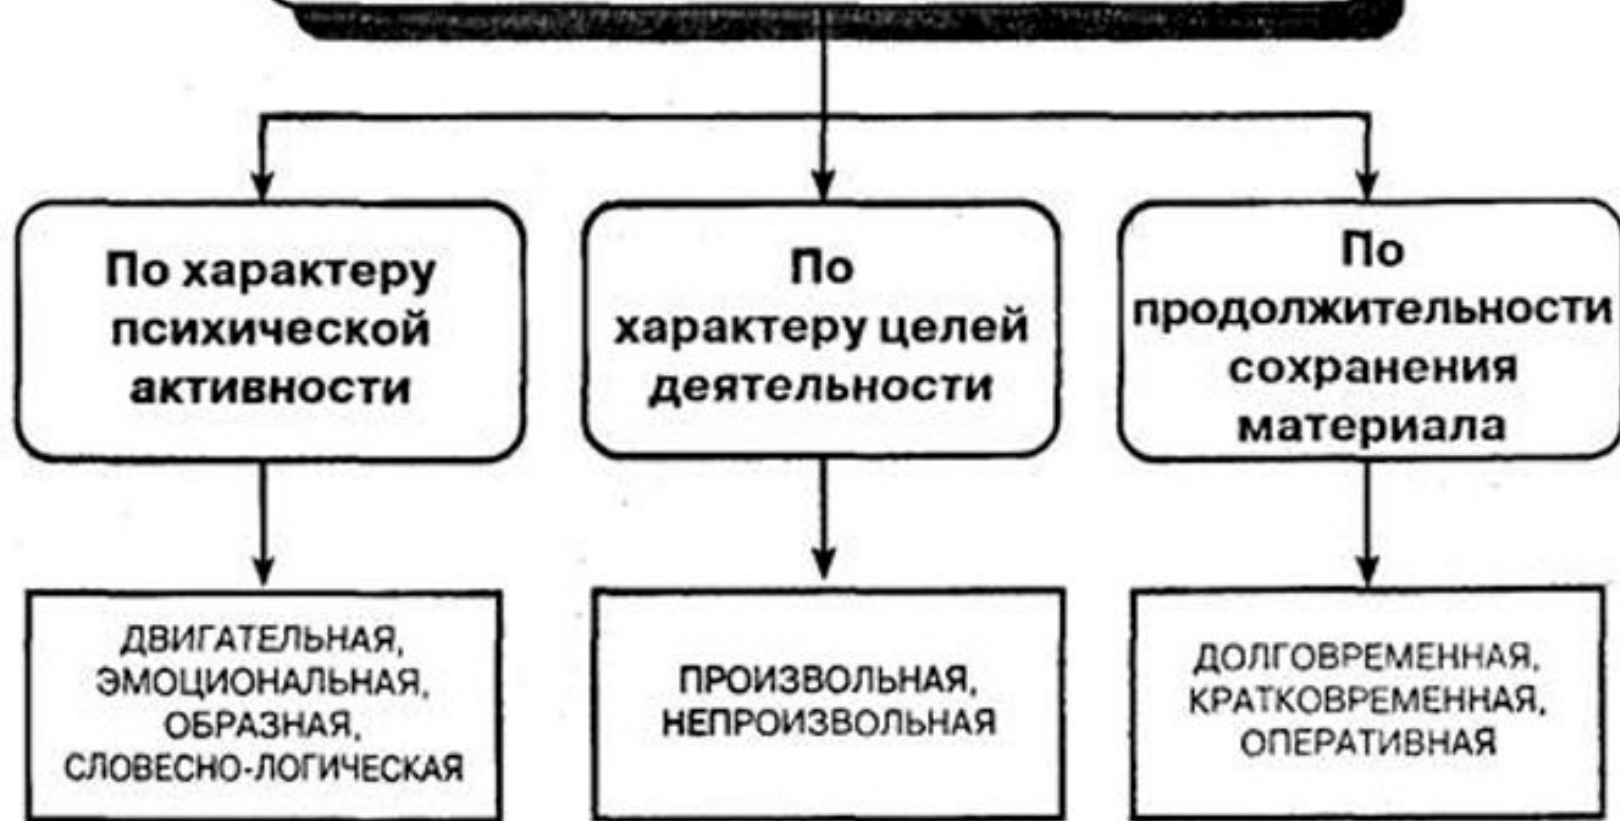 По характеру
психической
активности
По
характеру целей
деятельности
По
продолжительности
сохранения
материала
ДВИГАТЕЛЬНАЯ,
ЭМОЦИОНАЛЬНАЯ,
ОБРАЗНАЯ,
СЛОВЕСНО-ЛОГИЧЕСКАЯ
ПРОИЗВОЛЬНАЯ,
НЕПРОИЗВОЛЬНАЯ
ДОЛГОВРЕМЕННАЯ,
КРАТКОВРЕМЕННАЯ,
ОПЕРАТИВНАЯ